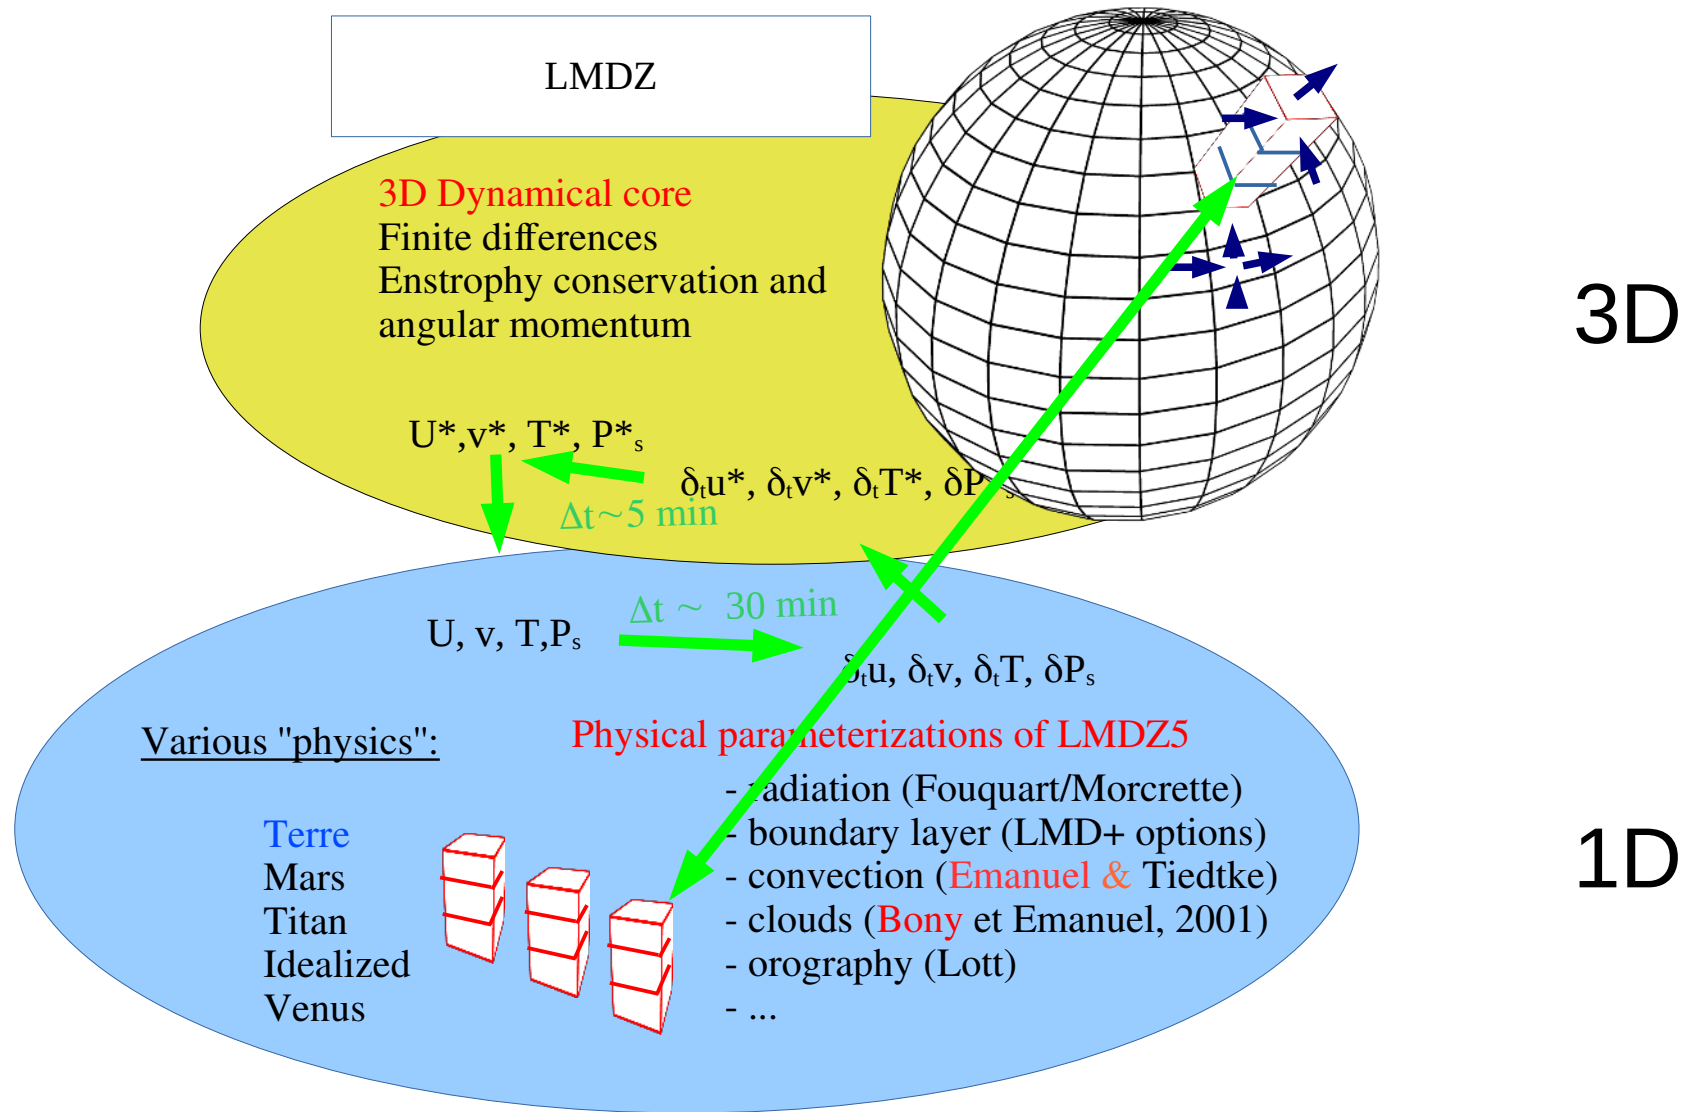 LMDZ
3D Dynamical core
Finite differences
Enstrophy conservation and
angular momentum
3D
U*,v*, T*, P*s
δtu*, δtv*, δtT*, δP*s
Δt~5 min
Δt ~ 30 min
U, v, T,Ps
δtu, δtv, δtT, δPs
Various "physics":
Physical parameterizations of LMDZ5
- radiation (Fouquart/Morcrette)
- boundary layer (LMD+ options)
- convection (Emanuel & Tiedtke)
- clouds (Bony et Emanuel, 2001)
- orography (Lott)
- ...
Terre
Mars
Titan
Idealized
Venus
1D